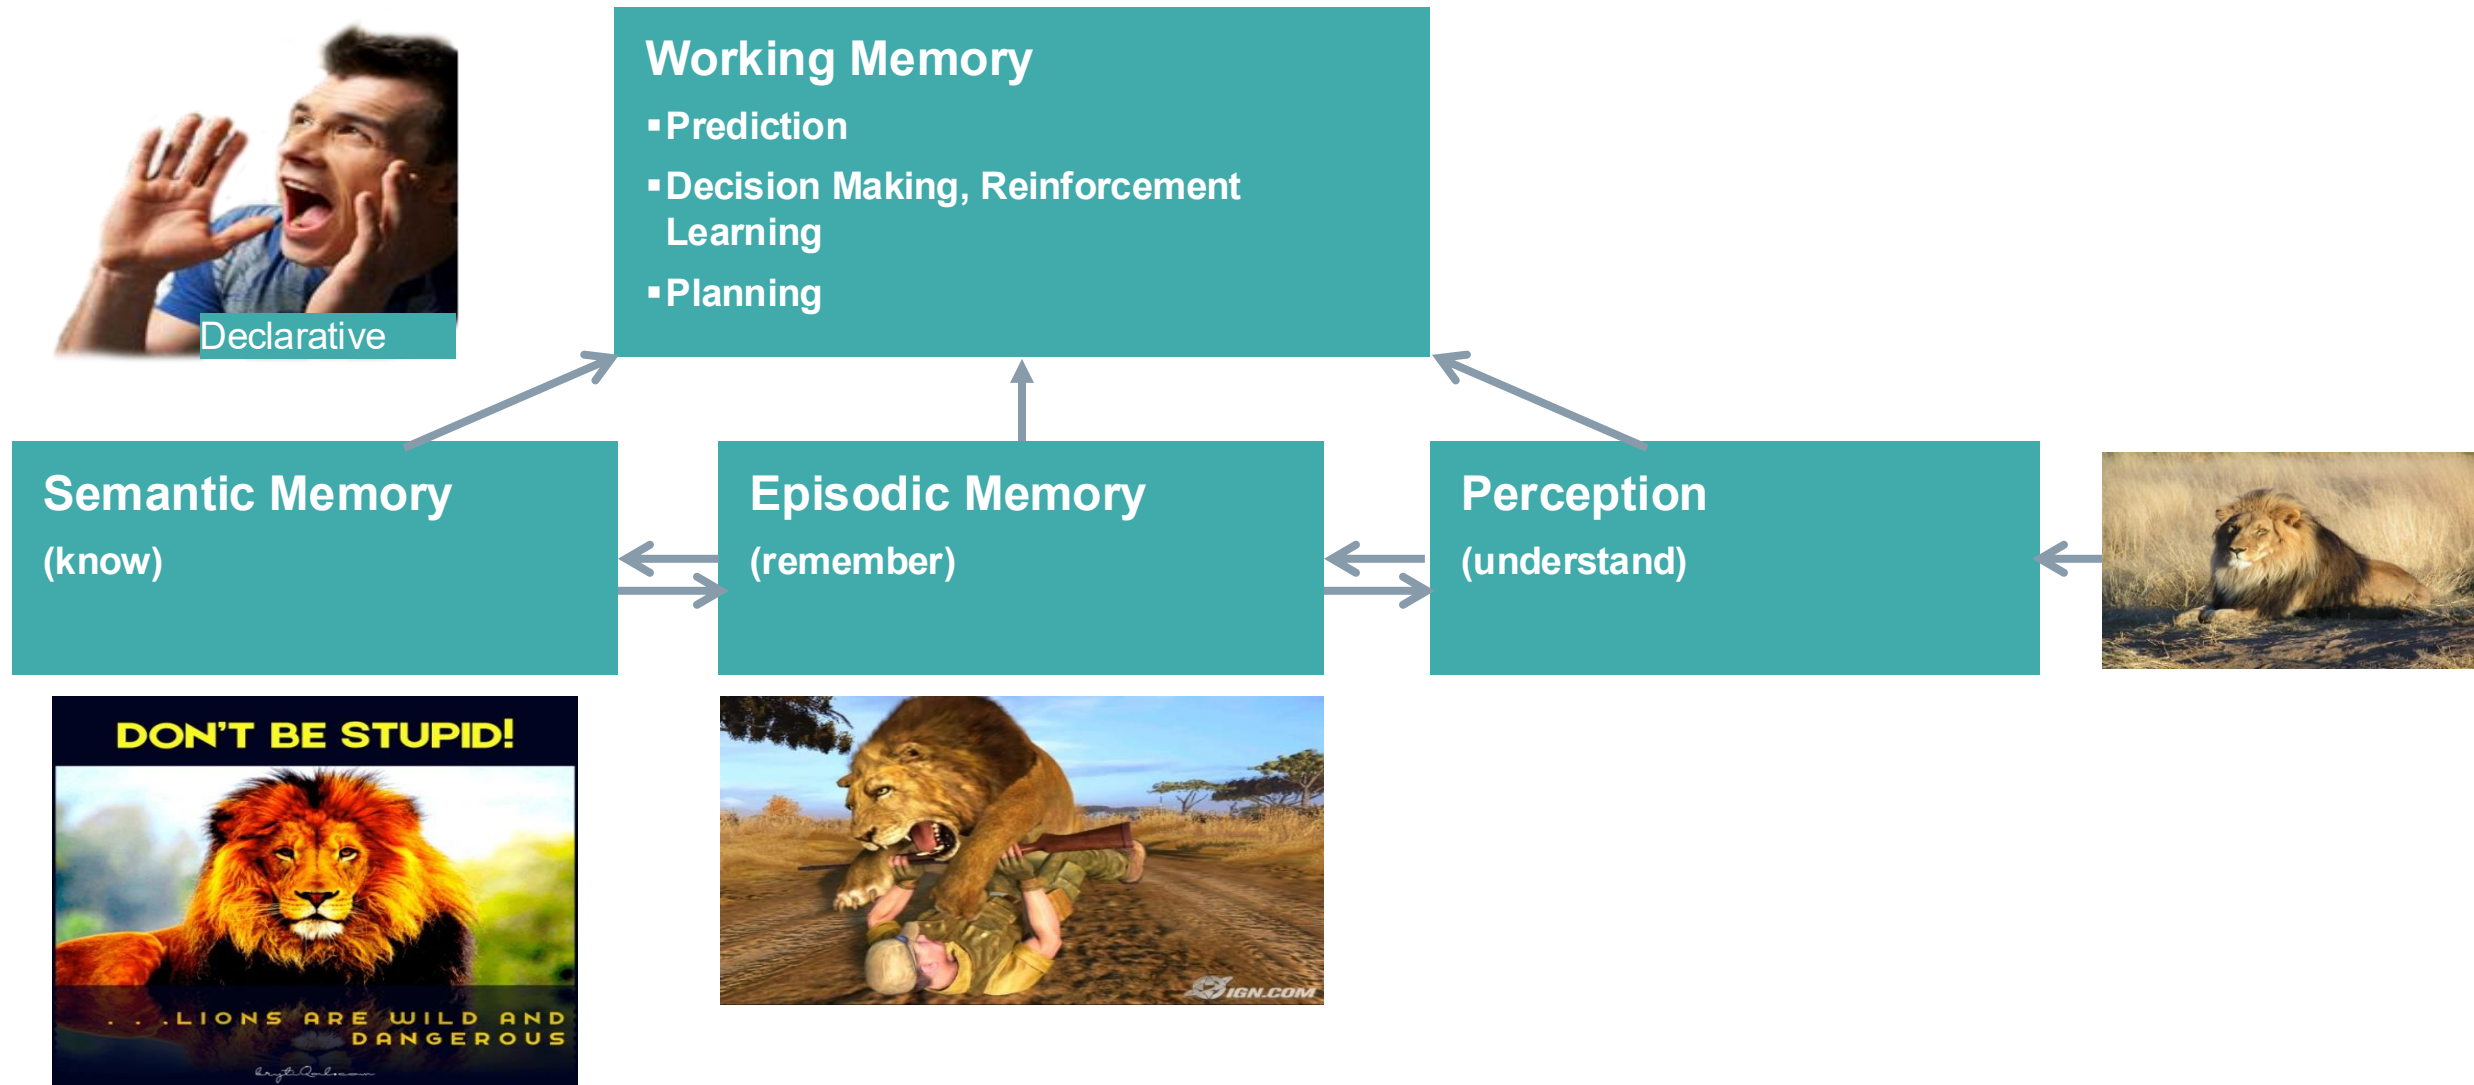 Working Memory
▪Prediction
▪Decision Making, Reinforcement
Learning
▪Planning
Declarative
Semantic Memory
(know)
Episodic Memory
(remember)
Perception
(understand)
DON'T BE STUPID!
. . .LIONS ARE WILD AND
DANGEROUS
IGN.COM